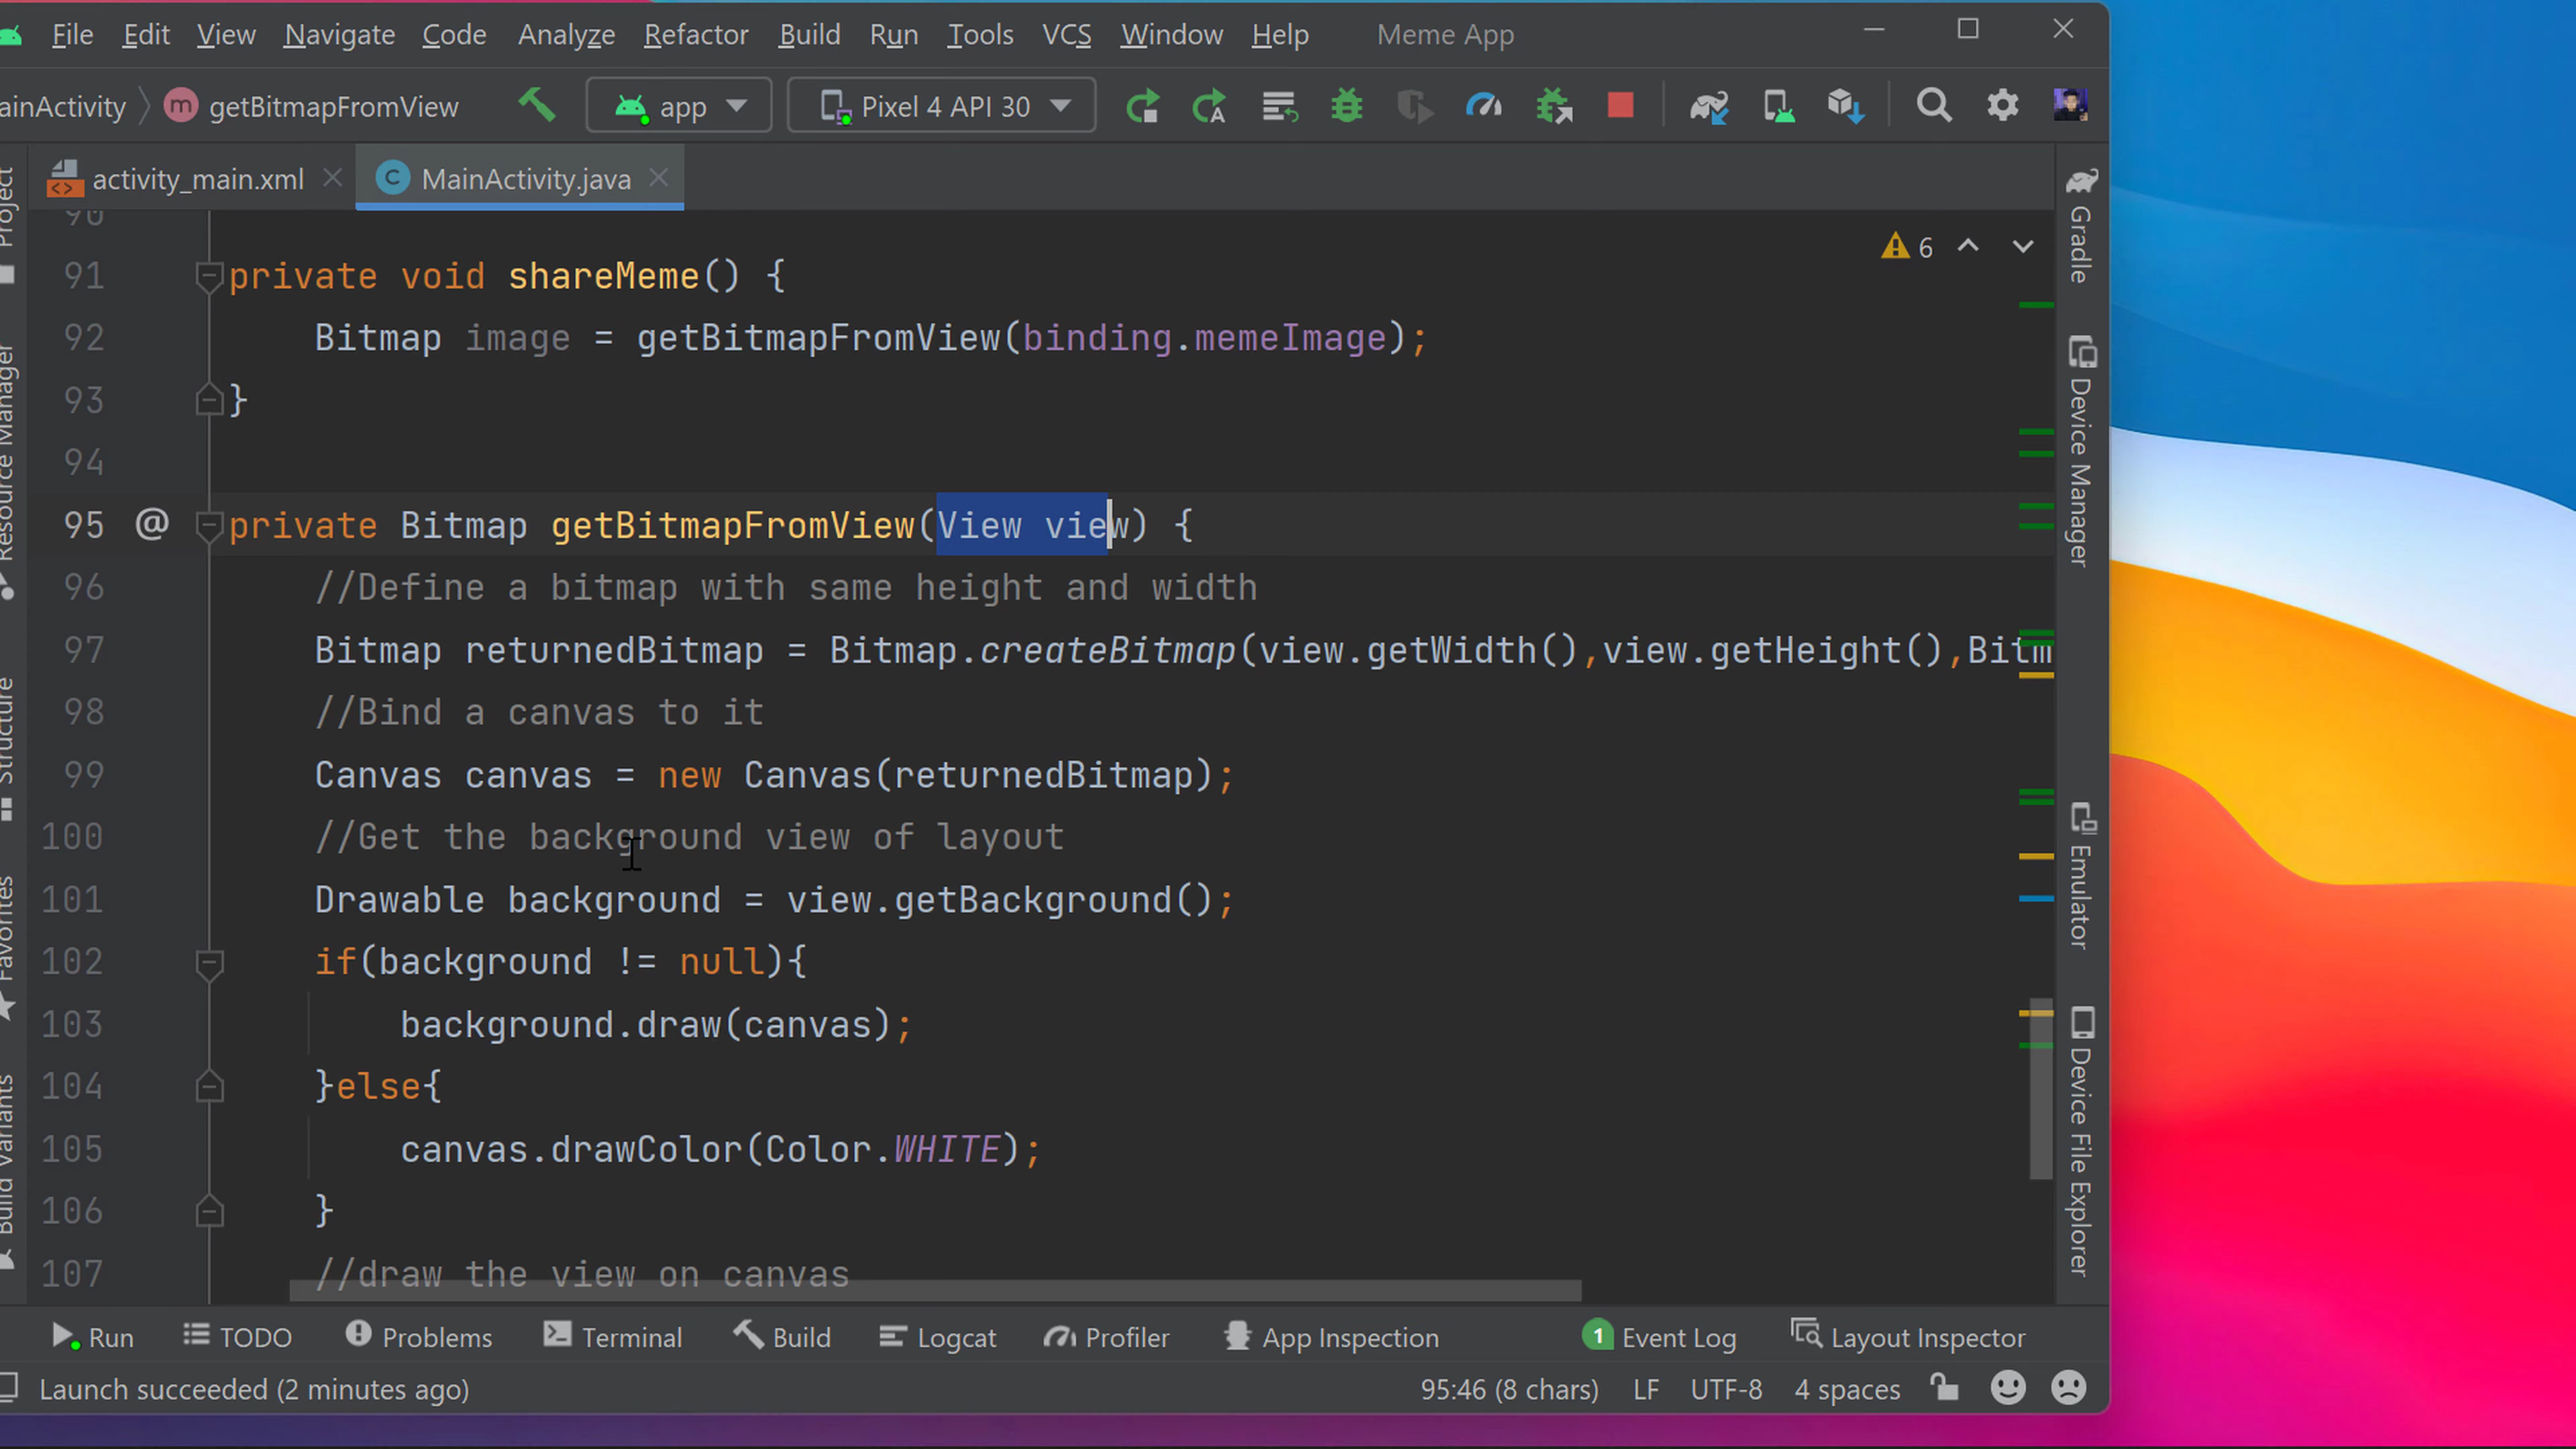 File Edit View Navigate Code Analyze Refactor Build Run Tools VCS Window Help Meme App
ainActivity getBitmapFromView app Pixel 4 API 30
activity_main.xml MainActivity.java
90
6
91 private void shareMeme() {
92 Bitmap image = getBitmapFromView(binding.memeImage);
93 }
94
95 @ private Bitmap getBitmapFromView(View view) {
96 //Define a bitmap with same height and width
97 Bitmap returnedBitmap = Bitmap.createBitmap(view.getWidth(),view.getHeight(),Bitm
98 //Bind a canvas to it
99 Canvas canvas = new Canvas(returnedBitmap);
100 //Get the background view of layout
101 Drawable background = view.getBackground();
102 if(background != null){
103 background.draw(canvas);
104 }else{
105 canvas.drawColor(Color.WHITE);
106 }
107 //draw the view on canvas
Project
Resource Manager
Structure
Favorites
Build Variants
Gradle
Device Manager
Emulator
Device File Explorer
Run TODO Problems Terminal Build Logcat Profiler App Inspection 1 Event Log Layout Inspector
Launch succeeded (2 minutes ago) 95:46 (8 chars) LF UTF-8 4 spaces